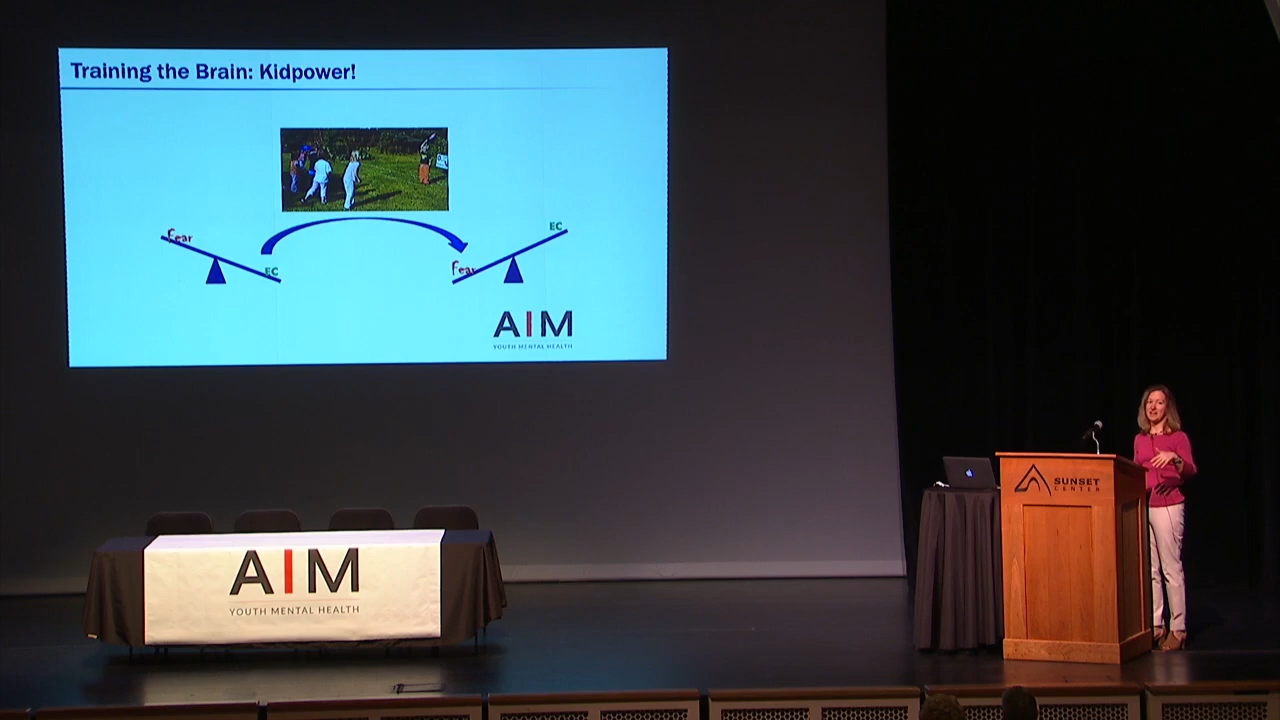 Training the Brain: Kidpower!
Fear
EC
Fear
EC
AIM
YOUTH MENTAL HEALTH
SUNSET
CENTER
AIM
YOUTH MENTAL HEALTH